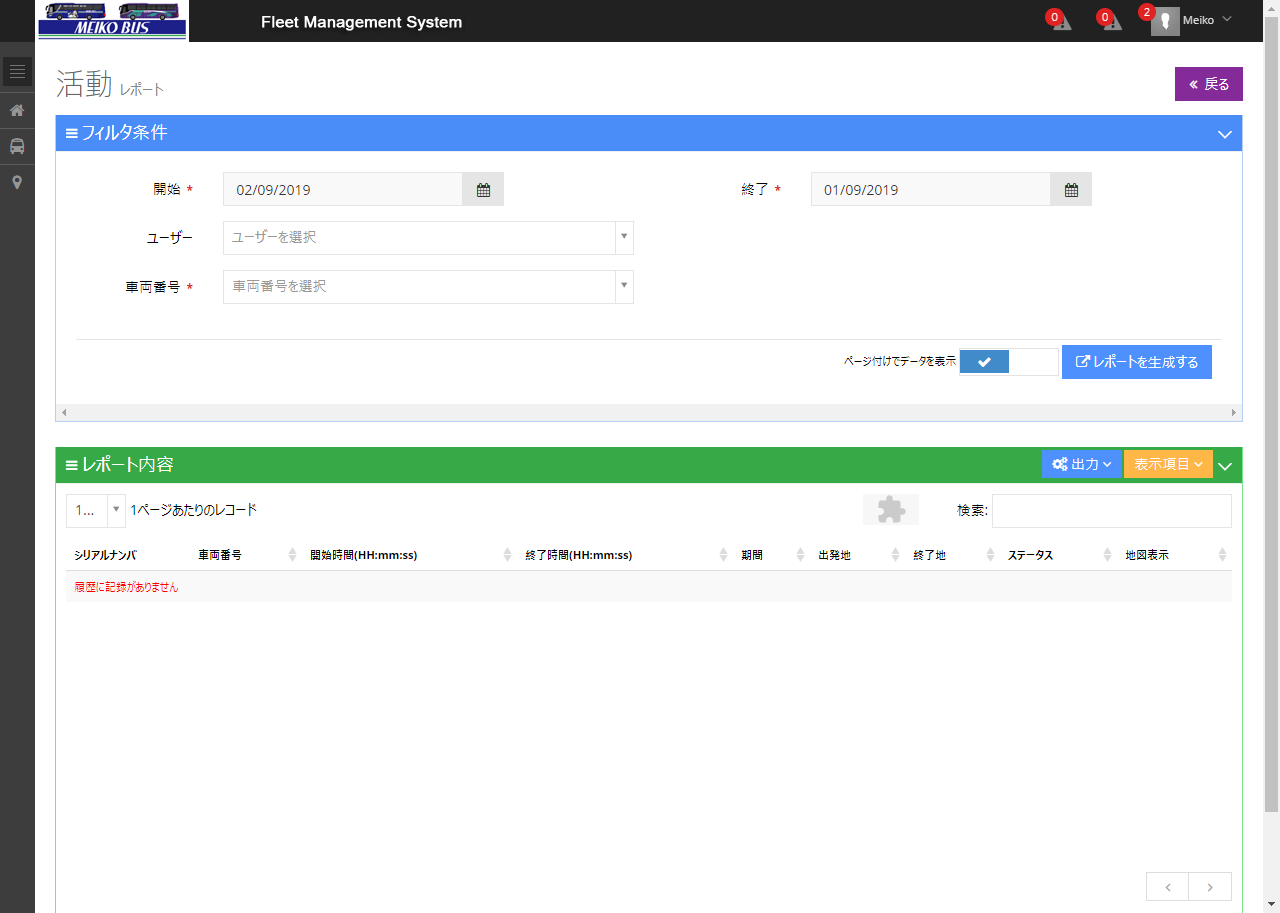 MEIKO BUS
Fleet Management System
0
0
2
Meiko
活動 レポート
戻る
フィルタ条件
開始 *
02/09/2019
終了 *
01/09/2019
ユーザー
ユーザーを選択
車両番号 *
車両番号を選択
ページ付けでデータを表示
レポートを生成する
レポート内容
出力
表示項目
1...
1ページあたりのレコード
検索:
シリアルナンバ 車両番号 開始時間(HH:mm:ss) 終了時間(HH:mm:ss) 期間 出発地 終了地 ステータス 地図表示
履歴に記録がありません